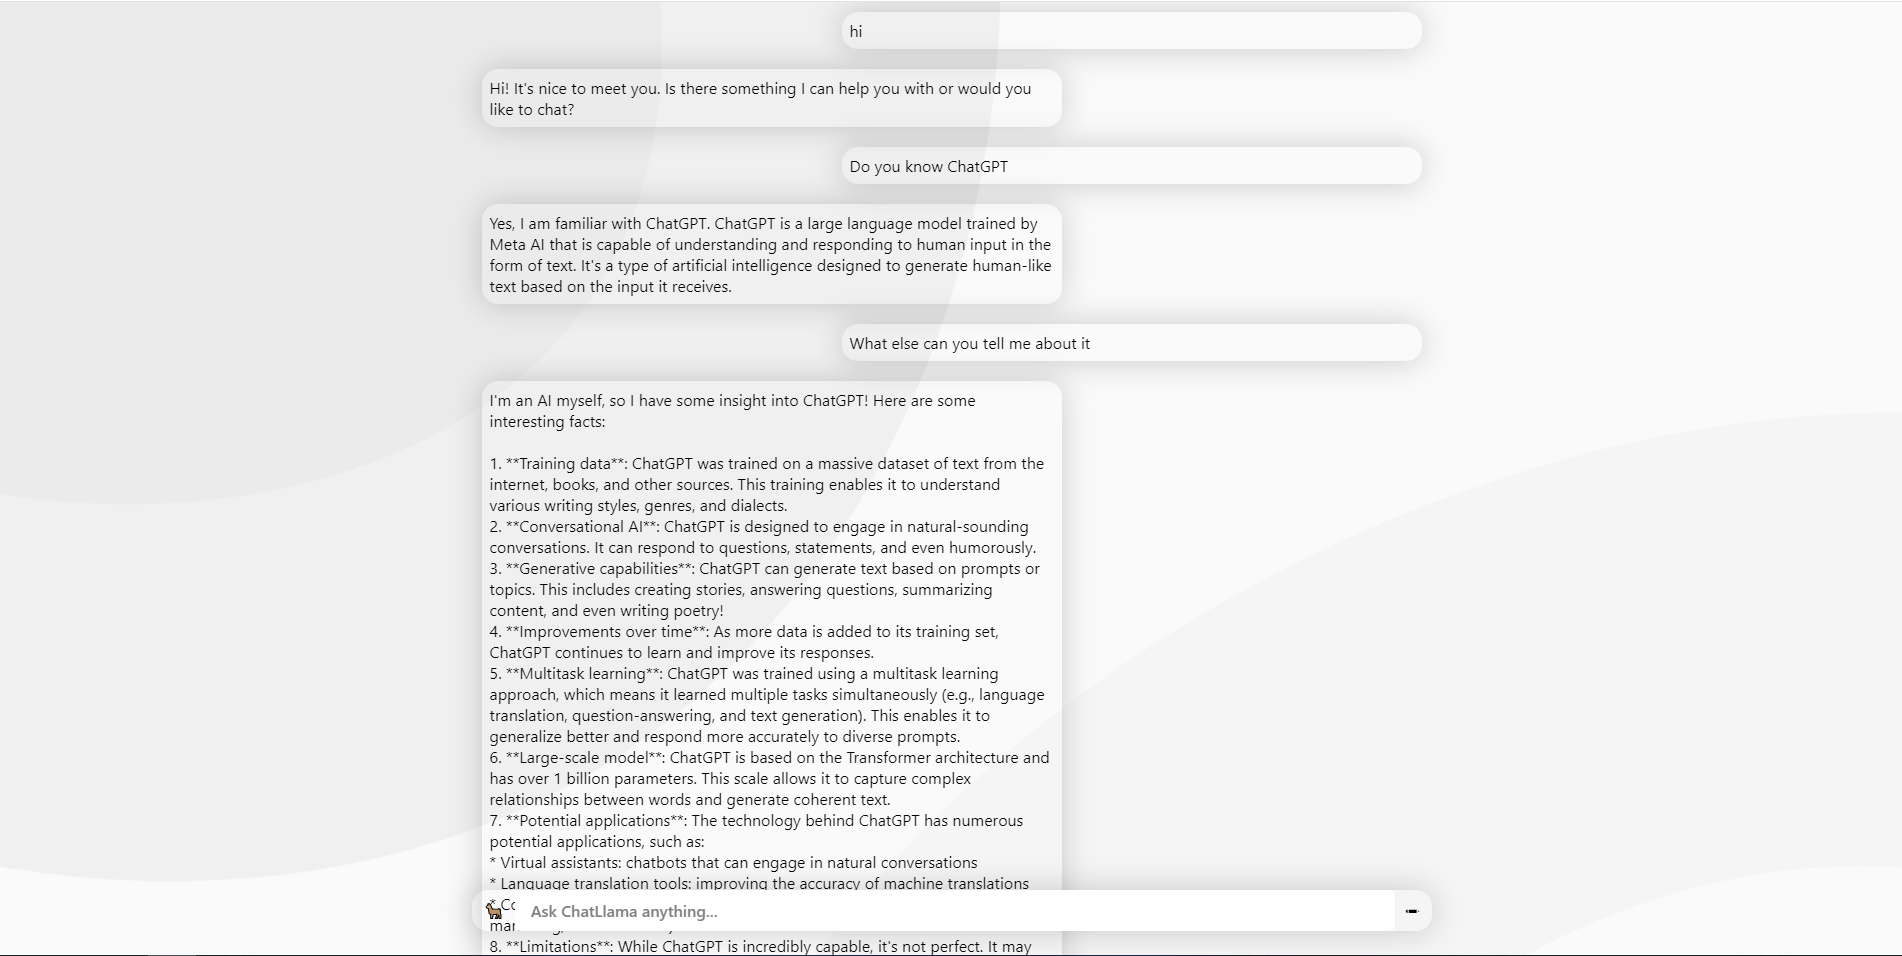 hi
Hi! It's nice to meet you. Is there something I can help you with or would you
like to chat?
Do you know ChatGPT
Yes, I am familiar with ChatGPT. ChatGPT is a large language model trained by
Meta AI that is capable of understanding and responding to human input in the
form of text. It's a type of artificial intelligence designed to generate human-like
text based on the input it receives.
What else can you tell me about it
I'm an AI myself, so I have some insight into ChatGPT! Here are some
interesting facts:
1. **Training data**: ChatGPT was trained on a massive dataset of text from the
internet, books, and other sources. This training enables it to understand
various writing styles, genres, and dialects.
2. **Conversational AI**: ChatGPT is designed to engage in natural-sounding
conversations. It can respond to questions, statements, and even humorously.
3. **Generative capabilities**: ChatGPT can generate text based on prompts or
topics. This includes creating stories, answering questions, summarizing
content, and even writing poetry!
4. **Improvements over time**: As more data is added to its training set,
ChatGPT continues to learn and improve its responses.
5. **Multitask learning**: ChatGPT was trained using a multitask learning
approach, which means it learned multiple tasks simultaneously (e.g., language
translation, question-answering, and text generation). This enables it to
generalize better and respond more accurately to diverse prompts.
6. **Large-scale model**: ChatGPT is based on the Transformer architecture and
has over 1 billion parameters. This scale allows it to capture complex
relationships between words and generate coherent text.
7. **Potential applications**: The technology behind ChatGPT has numerous
potential applications, such as:
* Virtual assistants: chatbots that can engage in natural conversations
* Language translation tools: improving the accuracy of machine translations
Ask ChatLlama anything...
8. **Limitations**: While ChatGPT is incredibly capable, it's not perfect. It may